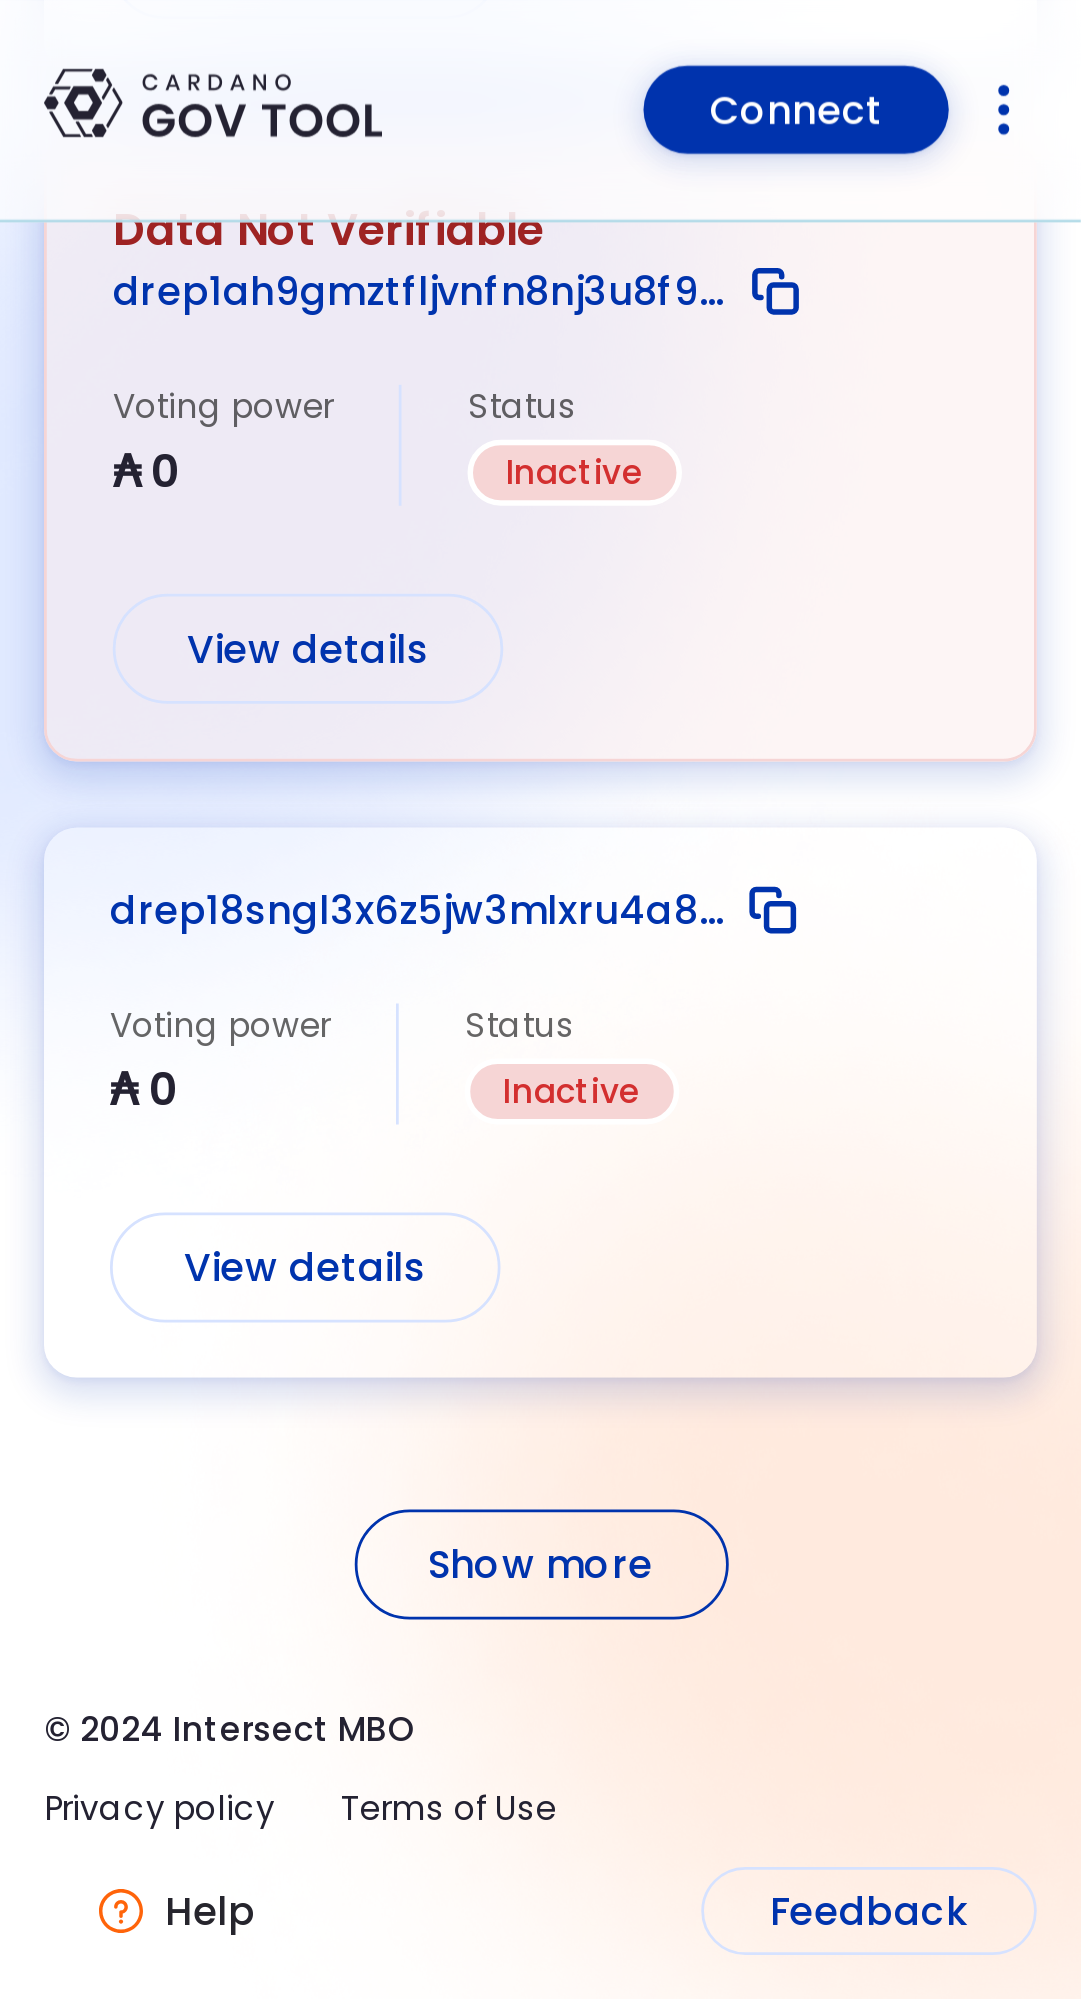 CARDANO
GOV TOOL
Connect
Data Not Verifiable
drep1ah9gmztfljvnfn8nj3u8f9...
Voting power
Status
₳ 0
Inactive
View details
drep18sngl3x6z5jw3mlxru4a8...
Voting power
Status
₳ 0
Inactive
View details
Show more
© 2024 Intersect MBO
Privacy policy
Terms of Use
Help
Feedback